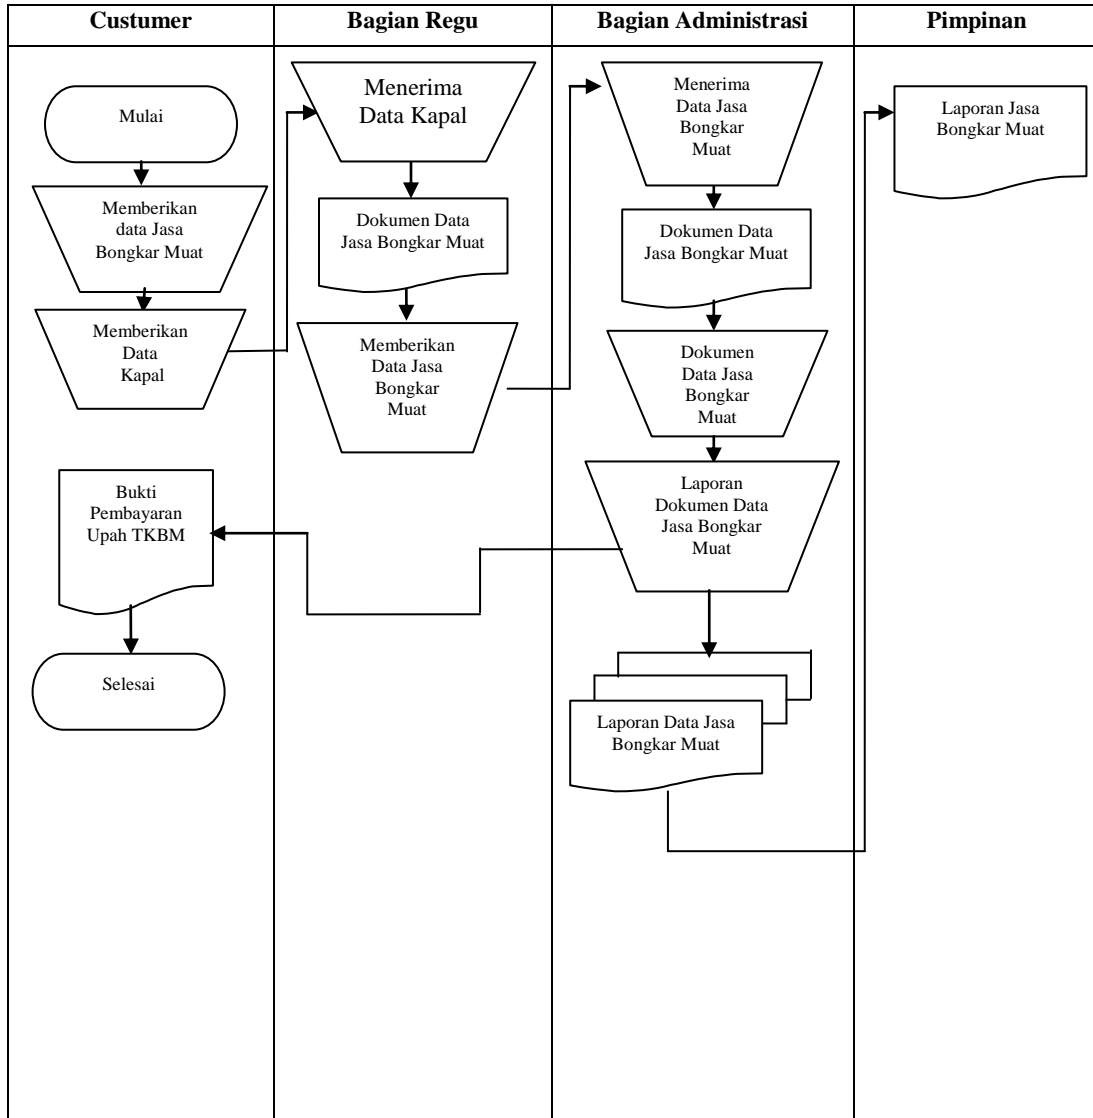 Custumer
Bagian Regu
Bagian Administrasi
Pimpinan
Mulai
Memberikan
data Jasa
Bongkar Muat
Memberikan
Data
Kapal
Bukti
Pembayaran
Upah TKBM
Selesai
Menerima
Data Kapal
Dokumen Data
Jasa Bongkar Muat
Memberikan
Data Jasa
Bongkar
Muat
Menerima
Data Jasa
Bongkar
Muat
Dokumen Data
Jasa Bongkar Muat
Dokumen
Data Jasa
Bongkar
Muat
Laporan
Dokumen Data
Jasa Bongkar
Muat
Laporan Data Jasa
Bongkar Muat
Laporan Jasa
Bongkar Muat